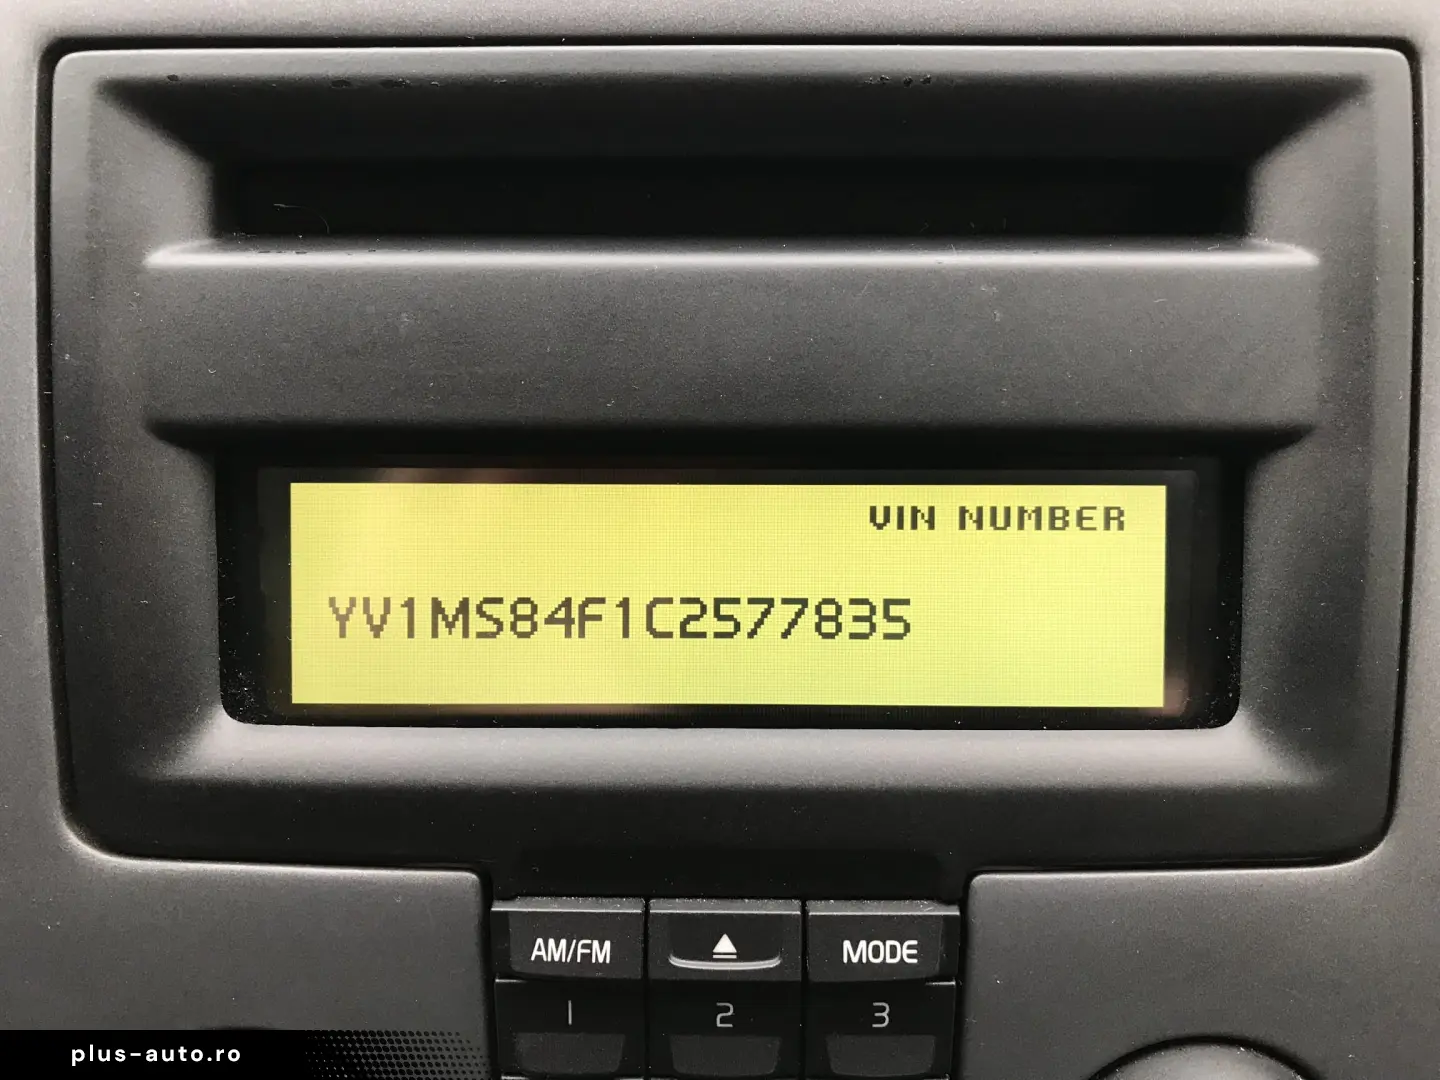 VIN NUMBER
YV1MS84F1C2577835
AM/FM
MODE
1 2 3
plus-auto.ro